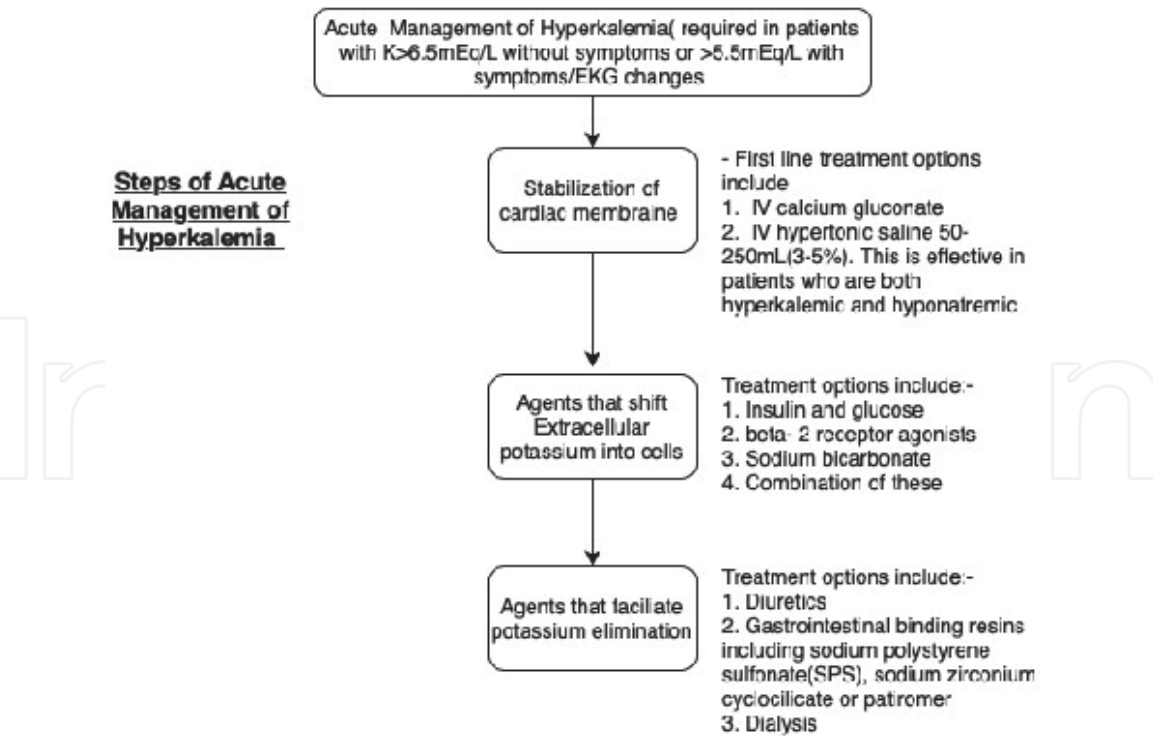 Acute Management of Hyperkalemia( required in patients
with K>6.5mEq/L without symptoms or >5.5mEq/L with
symptoms/EKG changes
Steps of Acute
Management of
Hyperkalemia
Stabilization of
cardiac membraine
- First line treatment options
include
1. IV calcium gluconate
2. IV hypertonic saline 50-
250mL(3-5%). This is effective in
patients who are both
hyperkalemic and hyponatremic
Agents that shift
Extracellular
potassium into cells
Treatment options include:-
1. Insulin and glucose
2. beta- 2 receptor agonists
3. Sodium bicarbonate
4. Combination of these
Agents that faciliate
potassium elimination
Treatment options include:-
1. Diuretics
2. Gastrointestinal binding resins
including sodium polystyrene
sulfonate(SPS), sodium zirconium
cyclocilicate or patiromer
3. Dialysis